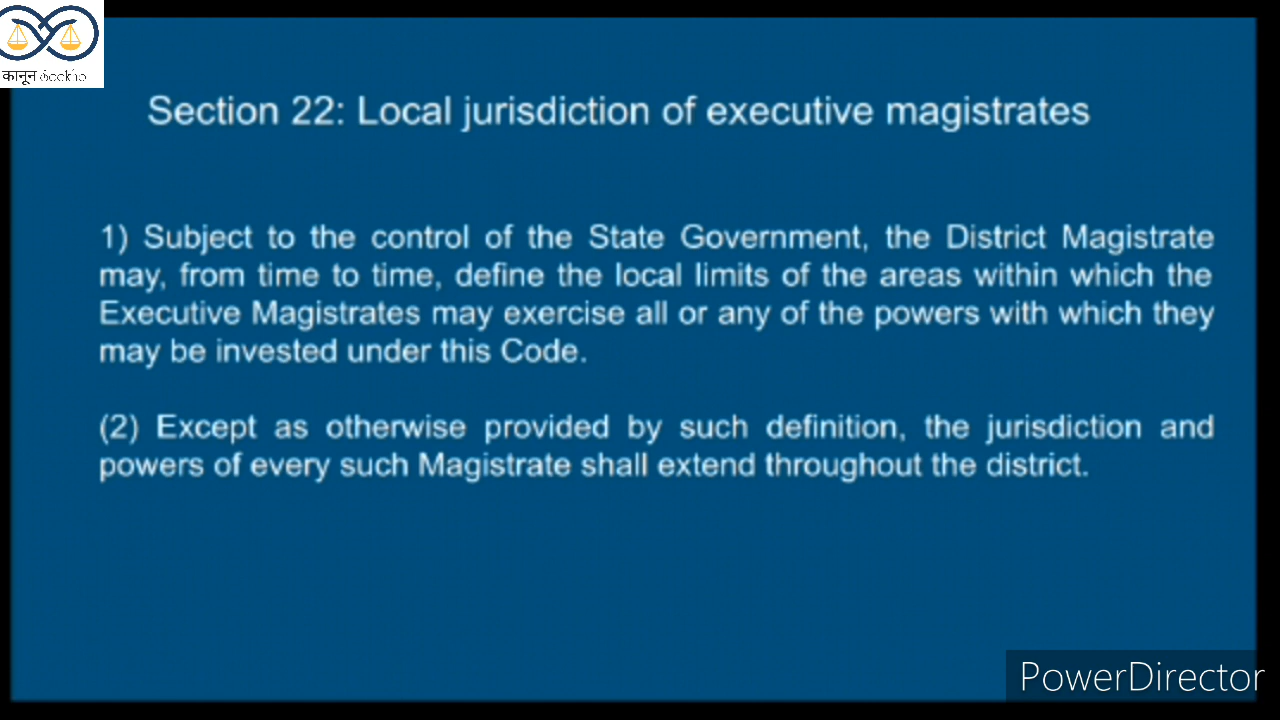 कानून deekho
Section 22: Local jurisdiction of executive magistrates
1) Subject to the control of the State Government, the District Magistrate
may, from time to time, define the local limits of the areas within which the
Executive Magistrates may exercise all or any of the powers with which they
may be invested under this Code.
(2) Except as otherwise provided by such definition, the jurisdiction and
powers of every such Magistrate shall extend throughout the district.
PowerDirector